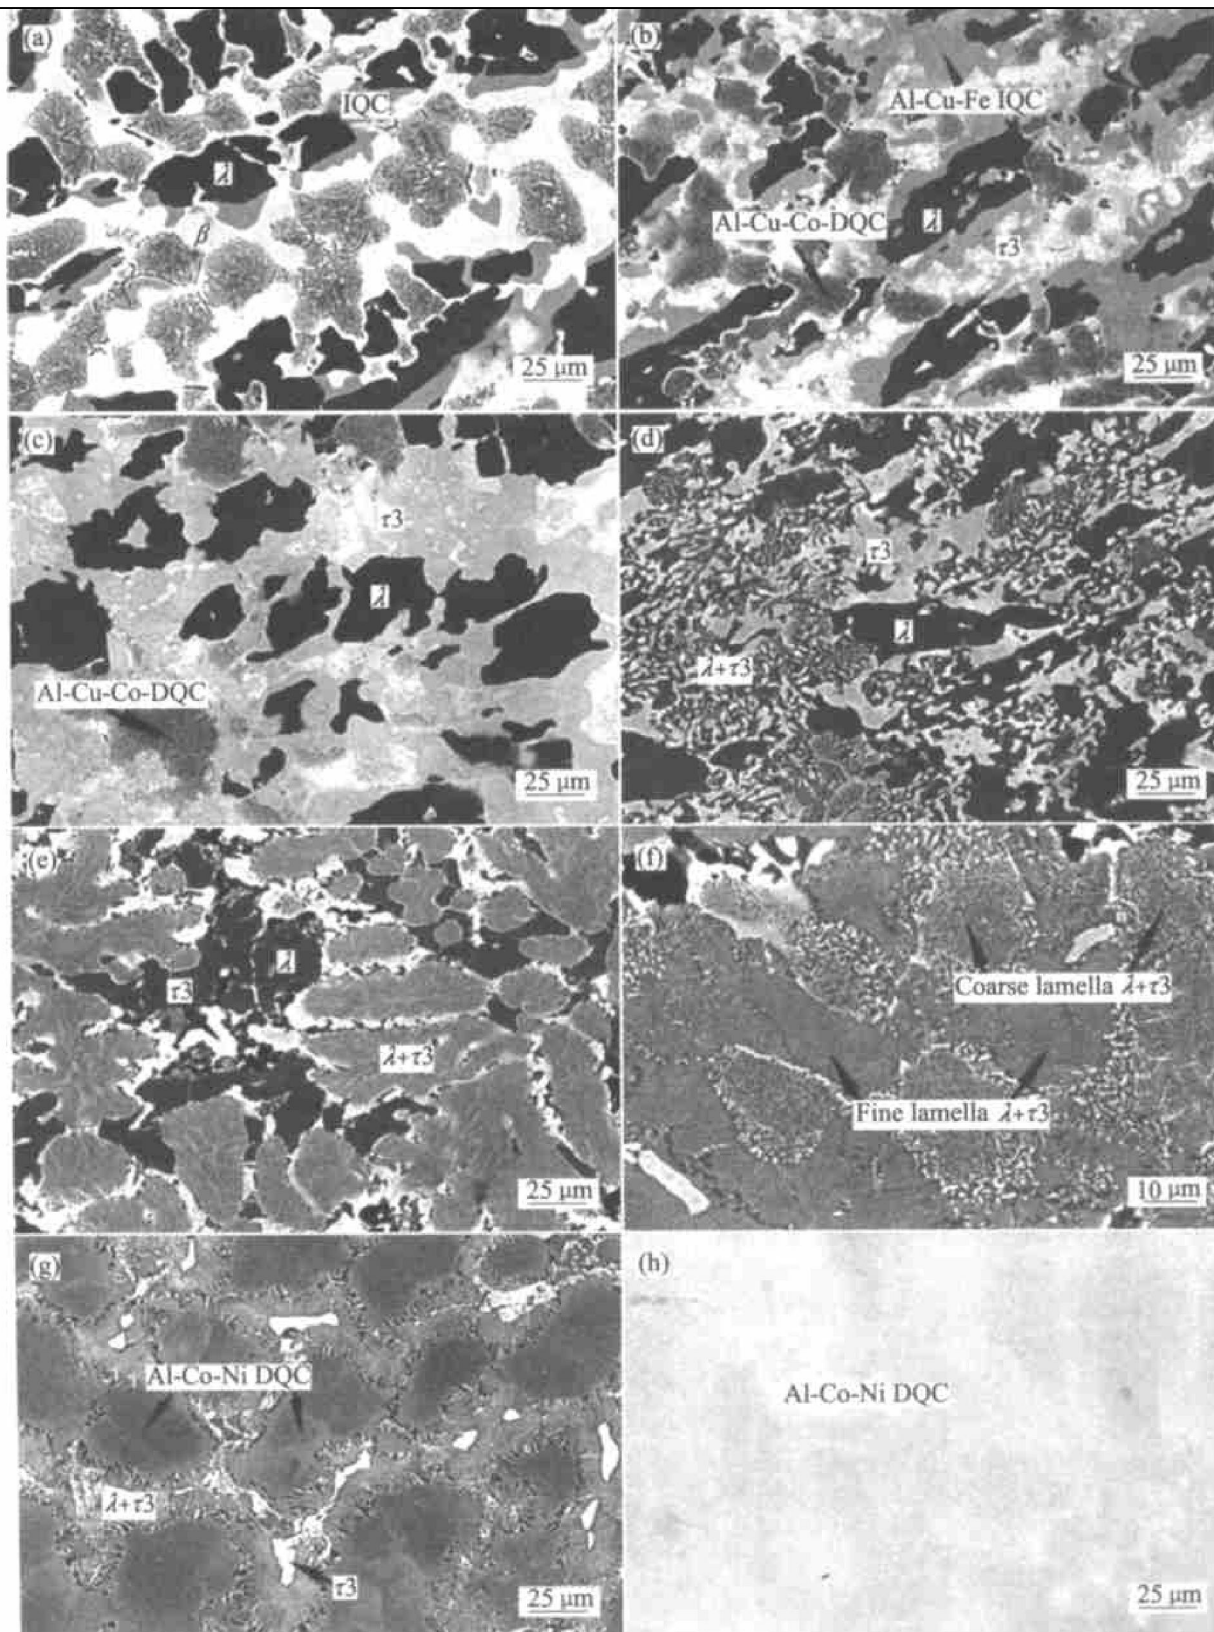 (a)
IQC
λ
β
25 μm
(b)
Al-Cu-Fe IQC
Al-Cu-Co-DQC
λ
τ3
25 μm
(c)
τ3
λ
Al-Cu-Co-DQC
25 μm
(d)
τ3
λ
λ+τ3
25 μm
(e)
λ
τ3
λ+τ3
25 μm
(f)
Coarse lamella λ+τ3
Fine lamella λ+τ3
10 μm
(g)
Al-Co-Ni DQC
λ+τ3
τ3
25 μm
(h)
Al-Co-Ni DQC
25 μm